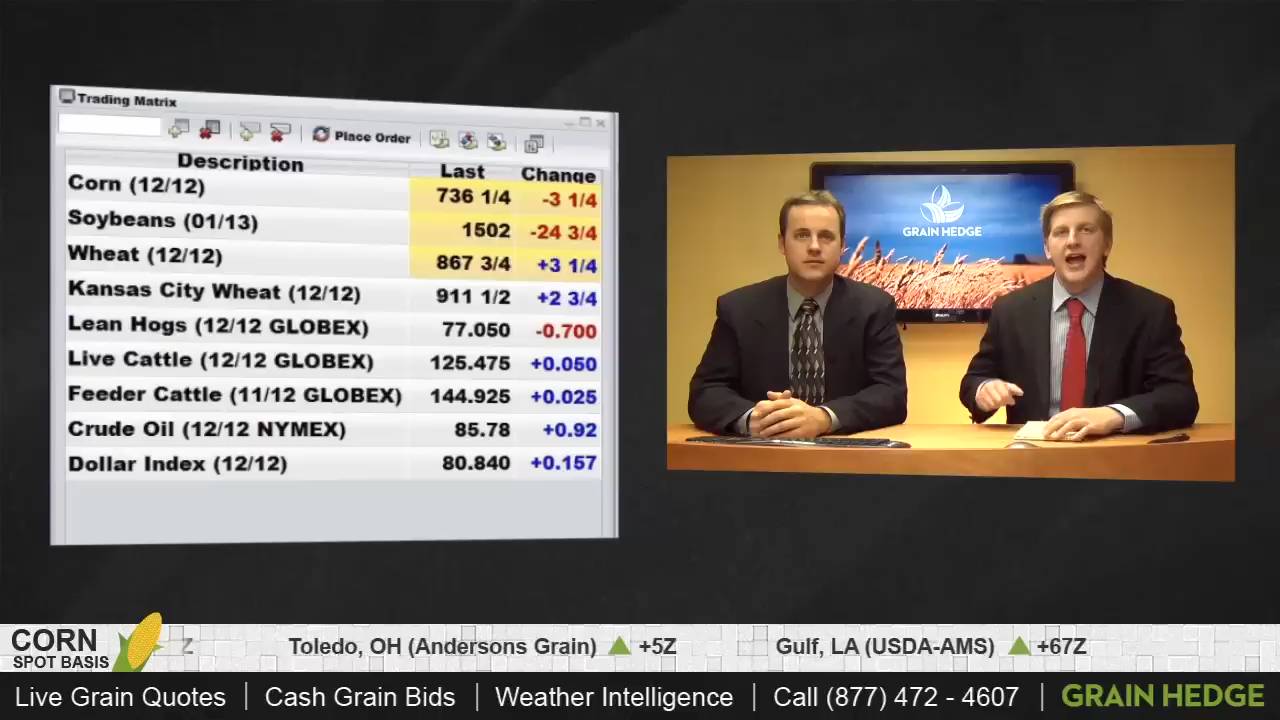 Trading Matrix
Place Order
Description Last Change
Corn (12/12) 736 1/4 -3 1/4
Soybeans (01/13) 1502 -24 3/4
Wheat (12/12) 867 3/4 +3 1/4
Kansas City Wheat (12/12) 911 1/2 +2 3/4
Lean Hogs (12/12 GLOBEX) 77.050 -0.700
Live Cattle (12/12 GLOBEX) 125.475 +0.050
Feeder Cattle (11/12 GLOBEX) 144.925 +0.025
Crude Oil (12/12 NYMEX) 85.78 +0.92
Dollar Index (12/12) 80.840 +0.157
GRAIN HEDGE
CORN
SPOT BASIS
Z Toledo, OH (Andersons Grain) +5Z Gulf, LA (USDA-AMS) +67Z
Live Grain Quotes | Cash Grain Bids | Weather Intelligence | Call (877) 472 - 4607 | GRAIN HEDGE